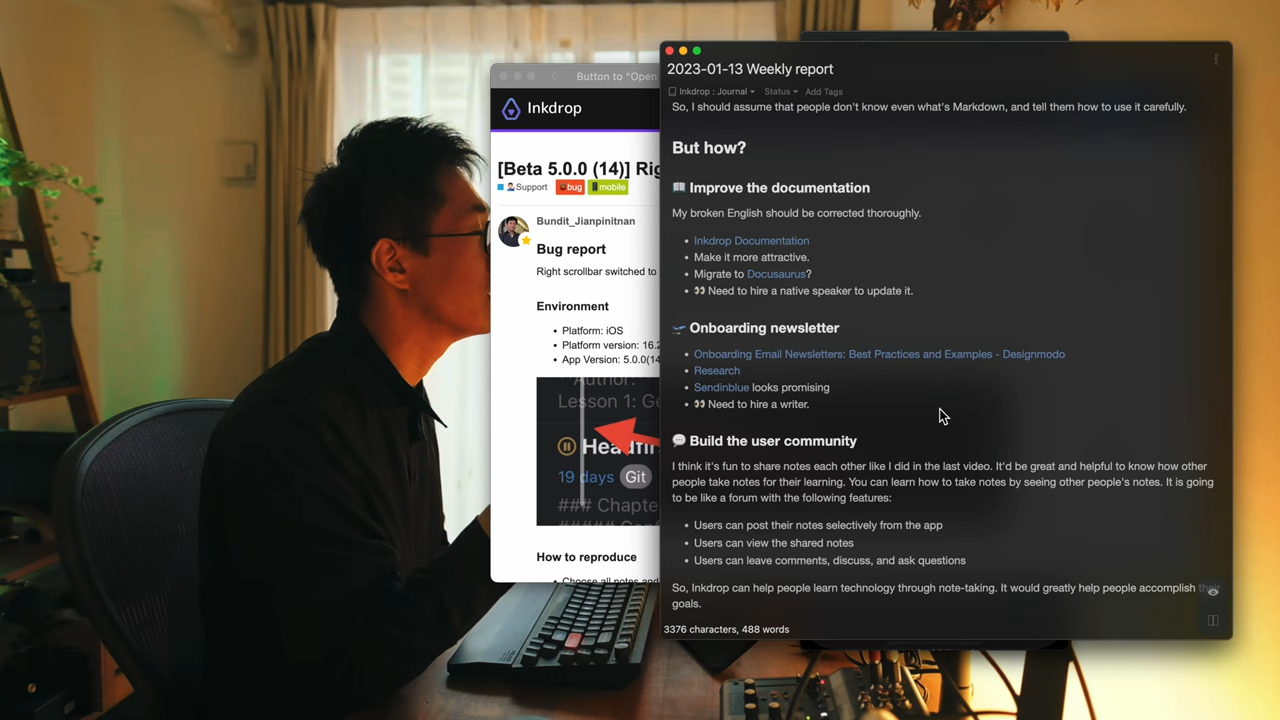 Button to "Open
Inkdrop
[Beta 5.0.0 (14)] Rig
Support bug mobile
Bundit_Jianpinitnan
Bug report
Right scrollbar switched to
Environment
• Platform: iOS
• Platform version: 16.2
• App Version: 5.0.0(14
Author:
Lesson 1: Ge
Headfir
19 days Git
### Chapte
How to reproduce
• Choose all notes and
2023-01-13 Weekly report
Inkdrop : Journal Status Add Tags
So, I should assume that people don't know even what's Markdown, and tell them how to use it carefully.
But how?
📖 Improve the documentation
My broken English should be corrected thoroughly.
• Inkdrop Documentation
• Make it more attractive.
• Migrate to Docusaurus?
• 👀 Need to hire a native speaker to update it.
🛫 Onboarding newsletter
• Onboarding Email Newsletters: Best Practices and Examples - Designmodo
• Research
• Sendinblue looks promising
• 👀 Need to hire a writer.
💬 Build the user community
I think it's fun to share notes each other like I did in the last video. It'd be great and helpful to know how other
people take notes for their learning. You can learn how to take notes by seeing other people's notes. It is going
to be like a forum with the following features:
• Users can post their notes selectively from the app
• Users can view the shared notes
• Users can leave comments, discuss, and ask questions
So, Inkdrop can help people learn technology through note-taking. It would greatly help people accomplish their
goals.
3376 characters, 488 words